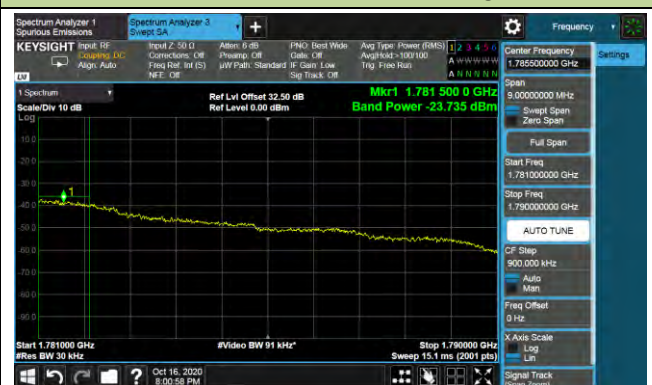 Spectrum Analyzer 1
Spurious Emissions
Spectrum Analyzer 3
Swept SA
Frequency
KEYSIGHT Input: RF
Coupling: DC
Align: Auto
Input Z: 50 Ω
Corrections: Off
Freq Ref: Int (S)
NFE: Off
Atten: 6 dB
Preamp: Off
µW Path: Standard
PNO: Best Wide
Gate: Off
IF Gain: Low
Sig Track: Off
Avg Type: Power (RMS)
Avg|Hold:>100/100
Trig: Free Run
1 2 3 4 5 6
A W W W W W
A N N N N N
Center Frequency
1.785500000 GHz
Settings
Span
9.00000000 MHz
Swept Span
Zero Span
Full Span
Start Freq
1.781000000 GHz
Stop Freq
1.790000000 GHz
AUTO TUNE
CF Step
900.000 kHz
Auto
Man
Freq Offset
0 Hz
X Axis Scale
Log
Lin
Signal Track
(Span Zoom)
1 Spectrum
Scale/Div 10 dB
Ref Lvl Offset 32.50 dB
Ref Level 0.00 dBm
Mkr1 1.781 500 0 GHz
Band Power -23.735 dBm
Log
-10.0
-20.0
-30.0
-40.0
-50.0
-60.0
-70.0
-80.0
-90.0
1
Start 1.781000 GHz
#Res BW 30 kHz
#Video BW 91 kHz*
Stop 1.790000 GHz
Sweep 15.1 ms (2001 pts)
Oct 16, 2020
8:00:58 PM